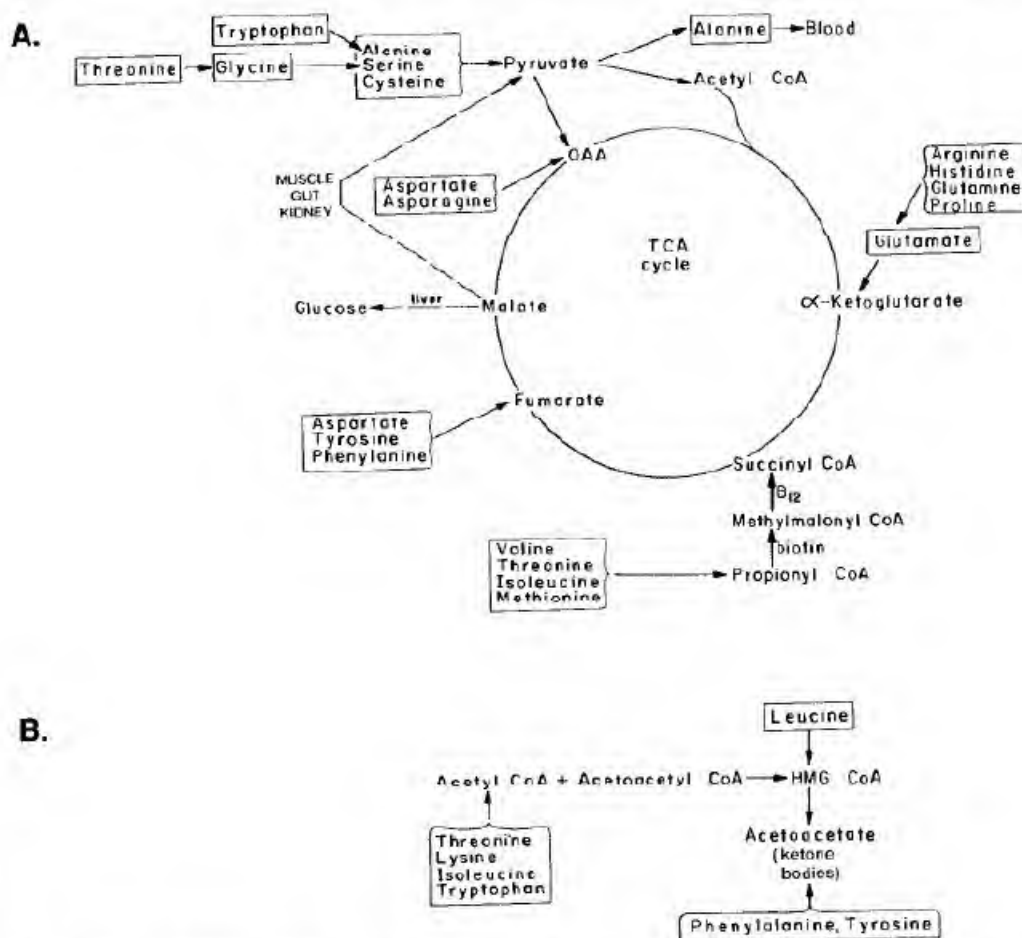 A.
Tryptophan
Threonine
Glycine
Alanine
Serine
Cysteine
Pyruvate
Alanine
Blood
Acetyl CoA
OAA
MUSCLE
GUT
KIDNEY
Aspartate
Asparagine
Arginine
Histidine
Glutamine
Proline
TCA
cycle
Glutamate
Glucose
liver
Malate
α-Ketoglutarate
Fumarate
Aspartate
Tyrosine
Phenylanine
Succinyl CoA
B12
Methylmalonyl CoA
biotin
Valine
Threonine
Isoleucine
Methionine
Propionyl CoA
B.
Leucine
Acetyl CoA + Acetoacetyl CoA
HMG CoA
Threonine
Lysine
Isoleucine
Tryptophan
Acetoacetate
(ketone
bodies)
Phenylalanine, Tyrosine